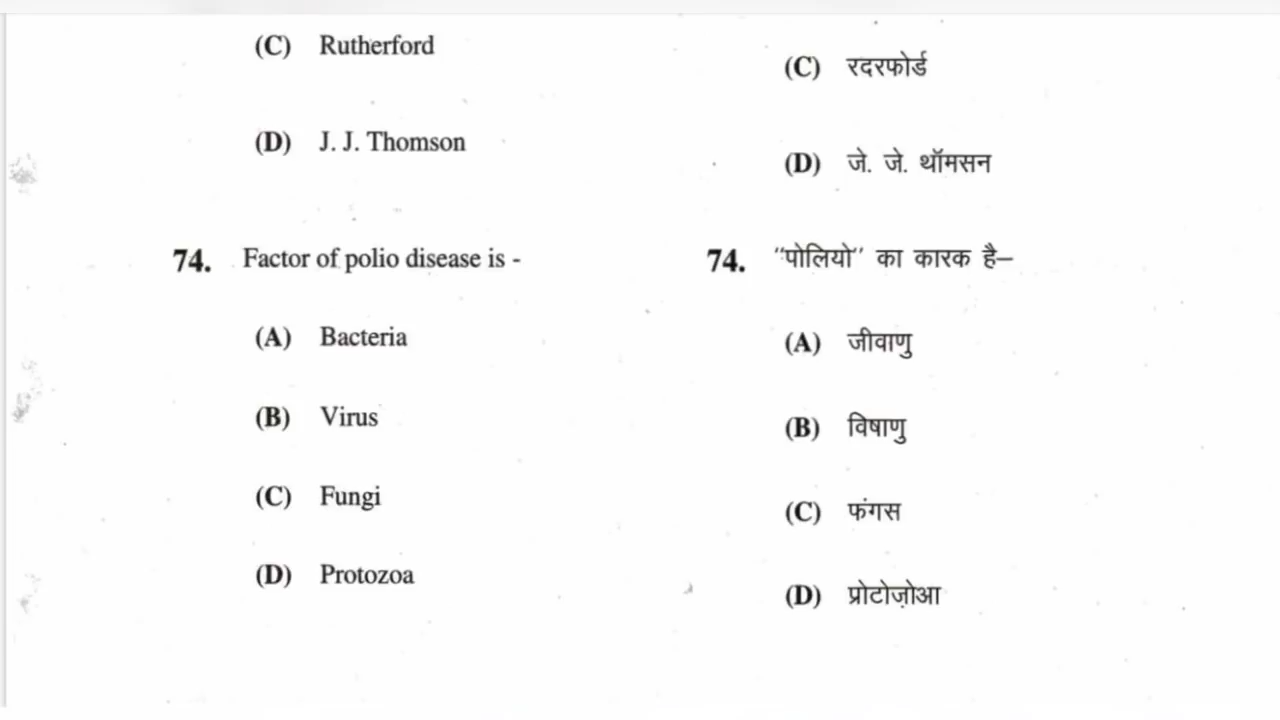 (C) Rutherford
(D) J. J. Thomson
74. Factor of polio disease is -
(A) Bacteria
(B) Virus
(C) Fungi
(D) Protozoa
(C) रदरफोर्ड
(D) जे. जे. थॉमसन
74. "पोलियो" का कारक है–
(A) जीवाणु
(B) विषाणु
(C) फंगस
(D) प्रोटोज़ोआ